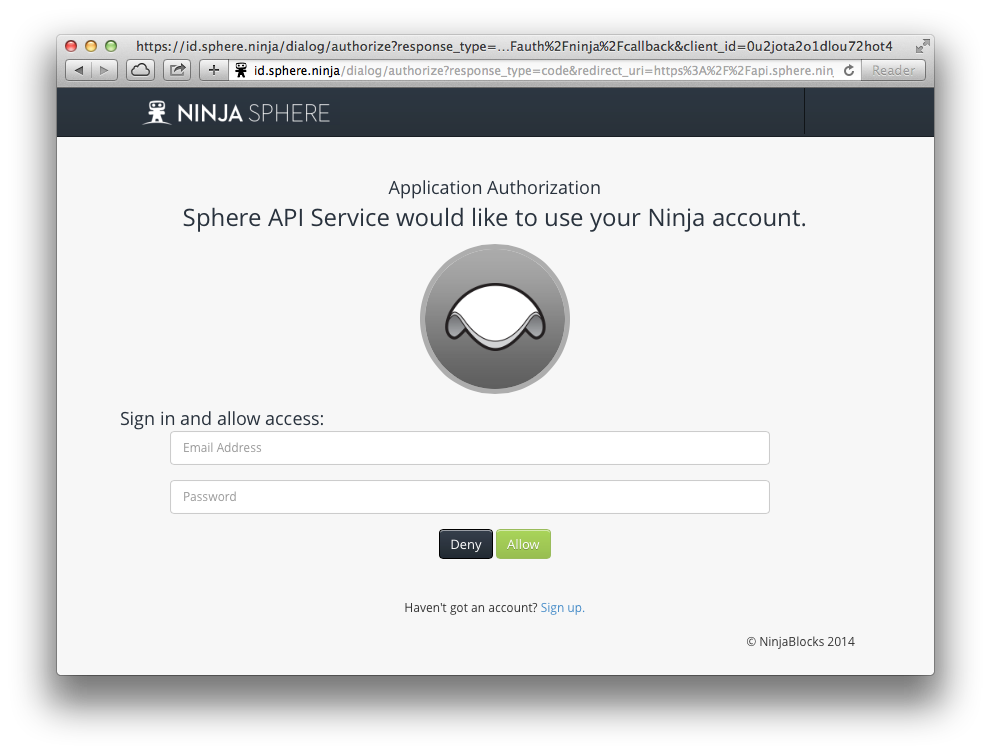 https://id.sphere.ninja/dialog/authorize?response_type=...Fauth%2Fninja%2Fcallback&client_id=0u2jota2o1dlou72hot4
id.sphere.ninja/dialog/authorize?response_type=code&redirect_uri=https%3A%2F%2Fapi.sphere.nin
Reader
NINJA SPHERE
Application Authorization
Sphere API Service would like to use your Ninja account.
Sign in and allow access:
Email Address
Password
Deny Allow
Haven't got an account? Sign up.
© NinjaBlocks 2014